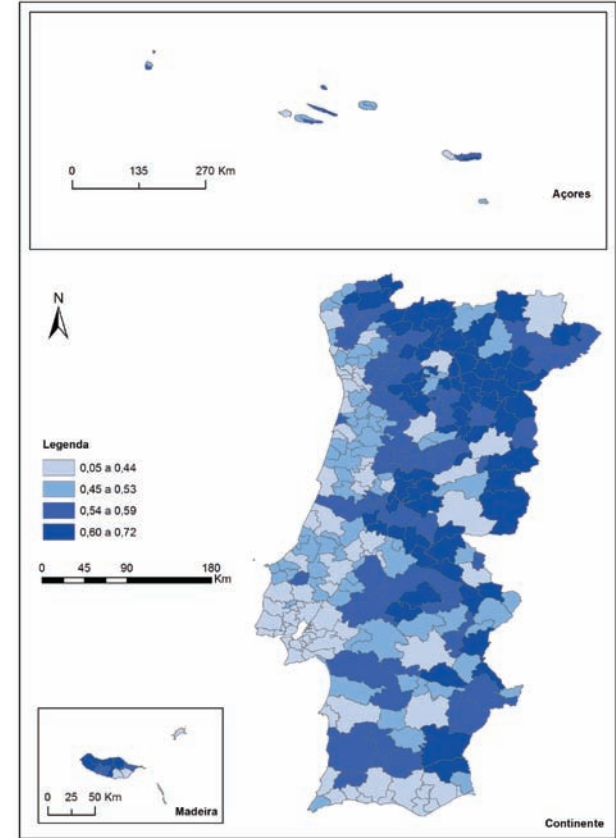 0 135 270 Km
Açores
N
Legenda
0,05 a 0,44
0,45 a 0,53
0,54 a 0,59
0,60 a 0,72
0 45 90 180
Km
0 25 50 Km
Madeira
Continente